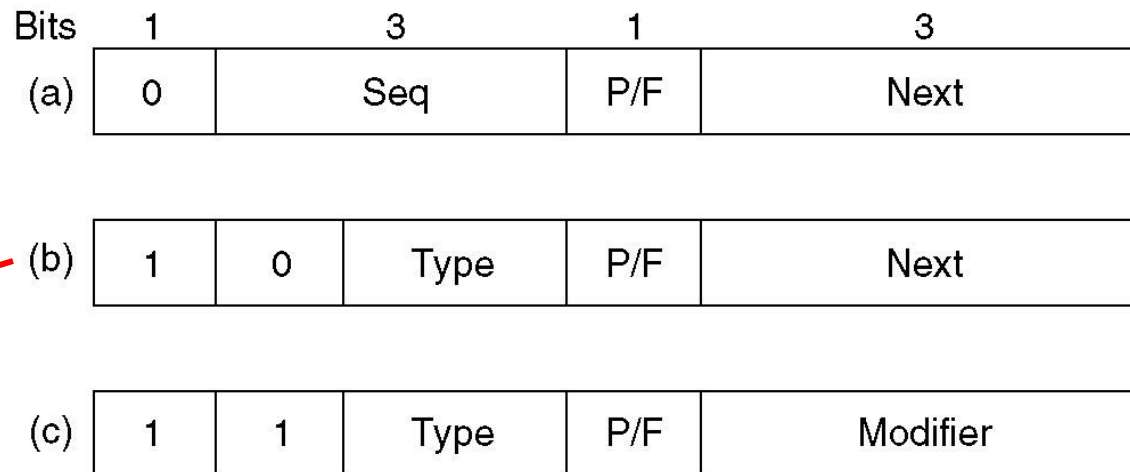 Bits 1 3 1 3
(a) 0 Seq P/F Next
(b) 1 0 Type P/F Next
(c) 1 1 Type P/F Modifier